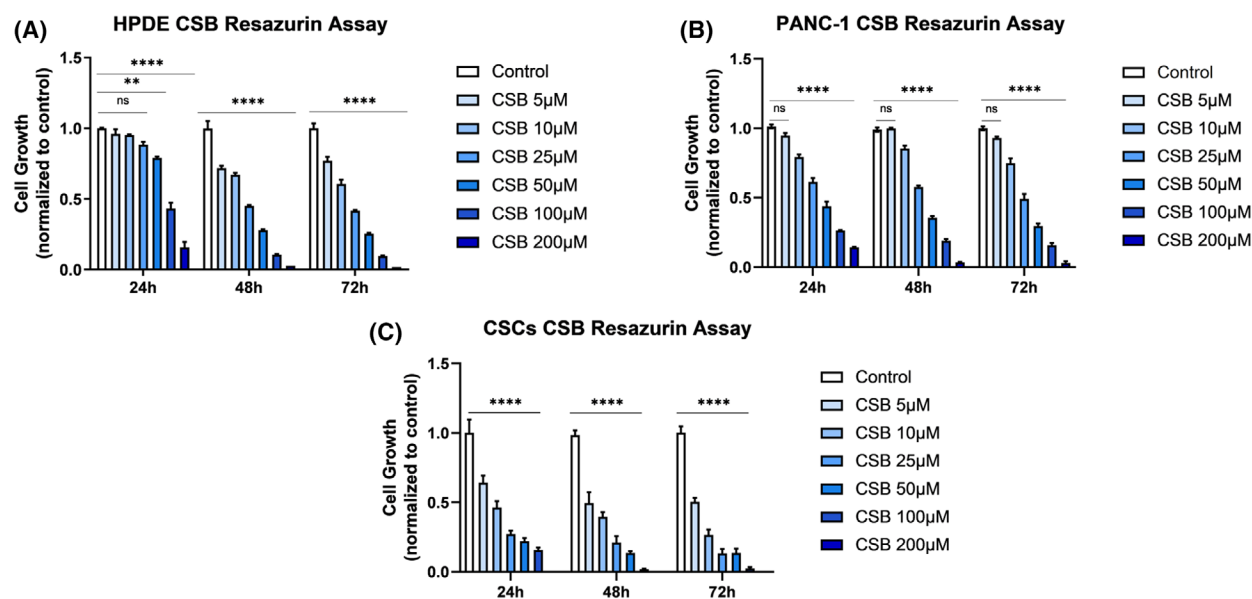 (A)
HPDE CSB Resazurin Assay
Cell Growth
(normalized to control)
1.5
1.0
0.5
0.0
****
**
ns
****
****
24h
48h
72h
Control
CSB 5µM
CSB 10µM
CSB 25µM
CSB 50µM
CSB 100µM
CSB 200µM
(B)
PANC-1 CSB Resazurin Assay
Cell Growth
(normalized to control)
1.5
1.0
0.5
0.0
****
ns
****
ns
****
ns
24h
48h
72h
Control
CSB 5µM
CSB 10µM
CSB 25µM
CSB 50µM
CSB 100µM
CSB 200µM
(C)
CSCs CSB Resazurin Assay
Cell Growth
(normalized to control)
1.5
1.0
0.5
0.0
****
****
****
24h
48h
72h
Control
CSB 5µM
CSB 10µM
CSB 25µM
CSB 50µM
CSB 100µM
CSB 200µM